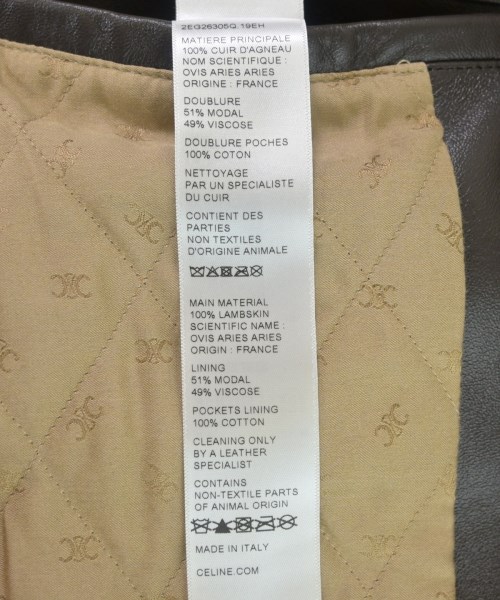 2EG26305Q.19EH
MATIERE PRINCIPALE
100% CUIR D'AGNEAU
NOM SCIENTIFIQUE :
OVIS ARIES ARIES
ORIGINE : FRANCE
DOUBLURE
51% MODAL
49% VISCOSE
DOUBLURE POCHES
100% COTON
NETTOYAGE
PAR UN SPECIALISTE
DU CUIR
CONTIENT DES
PARTIES
NON TEXTILES
D'ORIGINE ANIMALE
MAIN MATERIAL
100% LAMBSKIN
SCIENTIFIC NAME :
OVIS ARIES ARIES
ORIGIN : FRANCE
LINING
51% MODAL
49% VISCOSE
POCKETS LINING
100% COTTON
CLEANING ONLY
BY A LEATHER
SPECIALIST
CONTAINS
NON-TEXTILE PARTS
OF ANIMAL ORIGIN
MADE IN ITALY
CELINE.COM